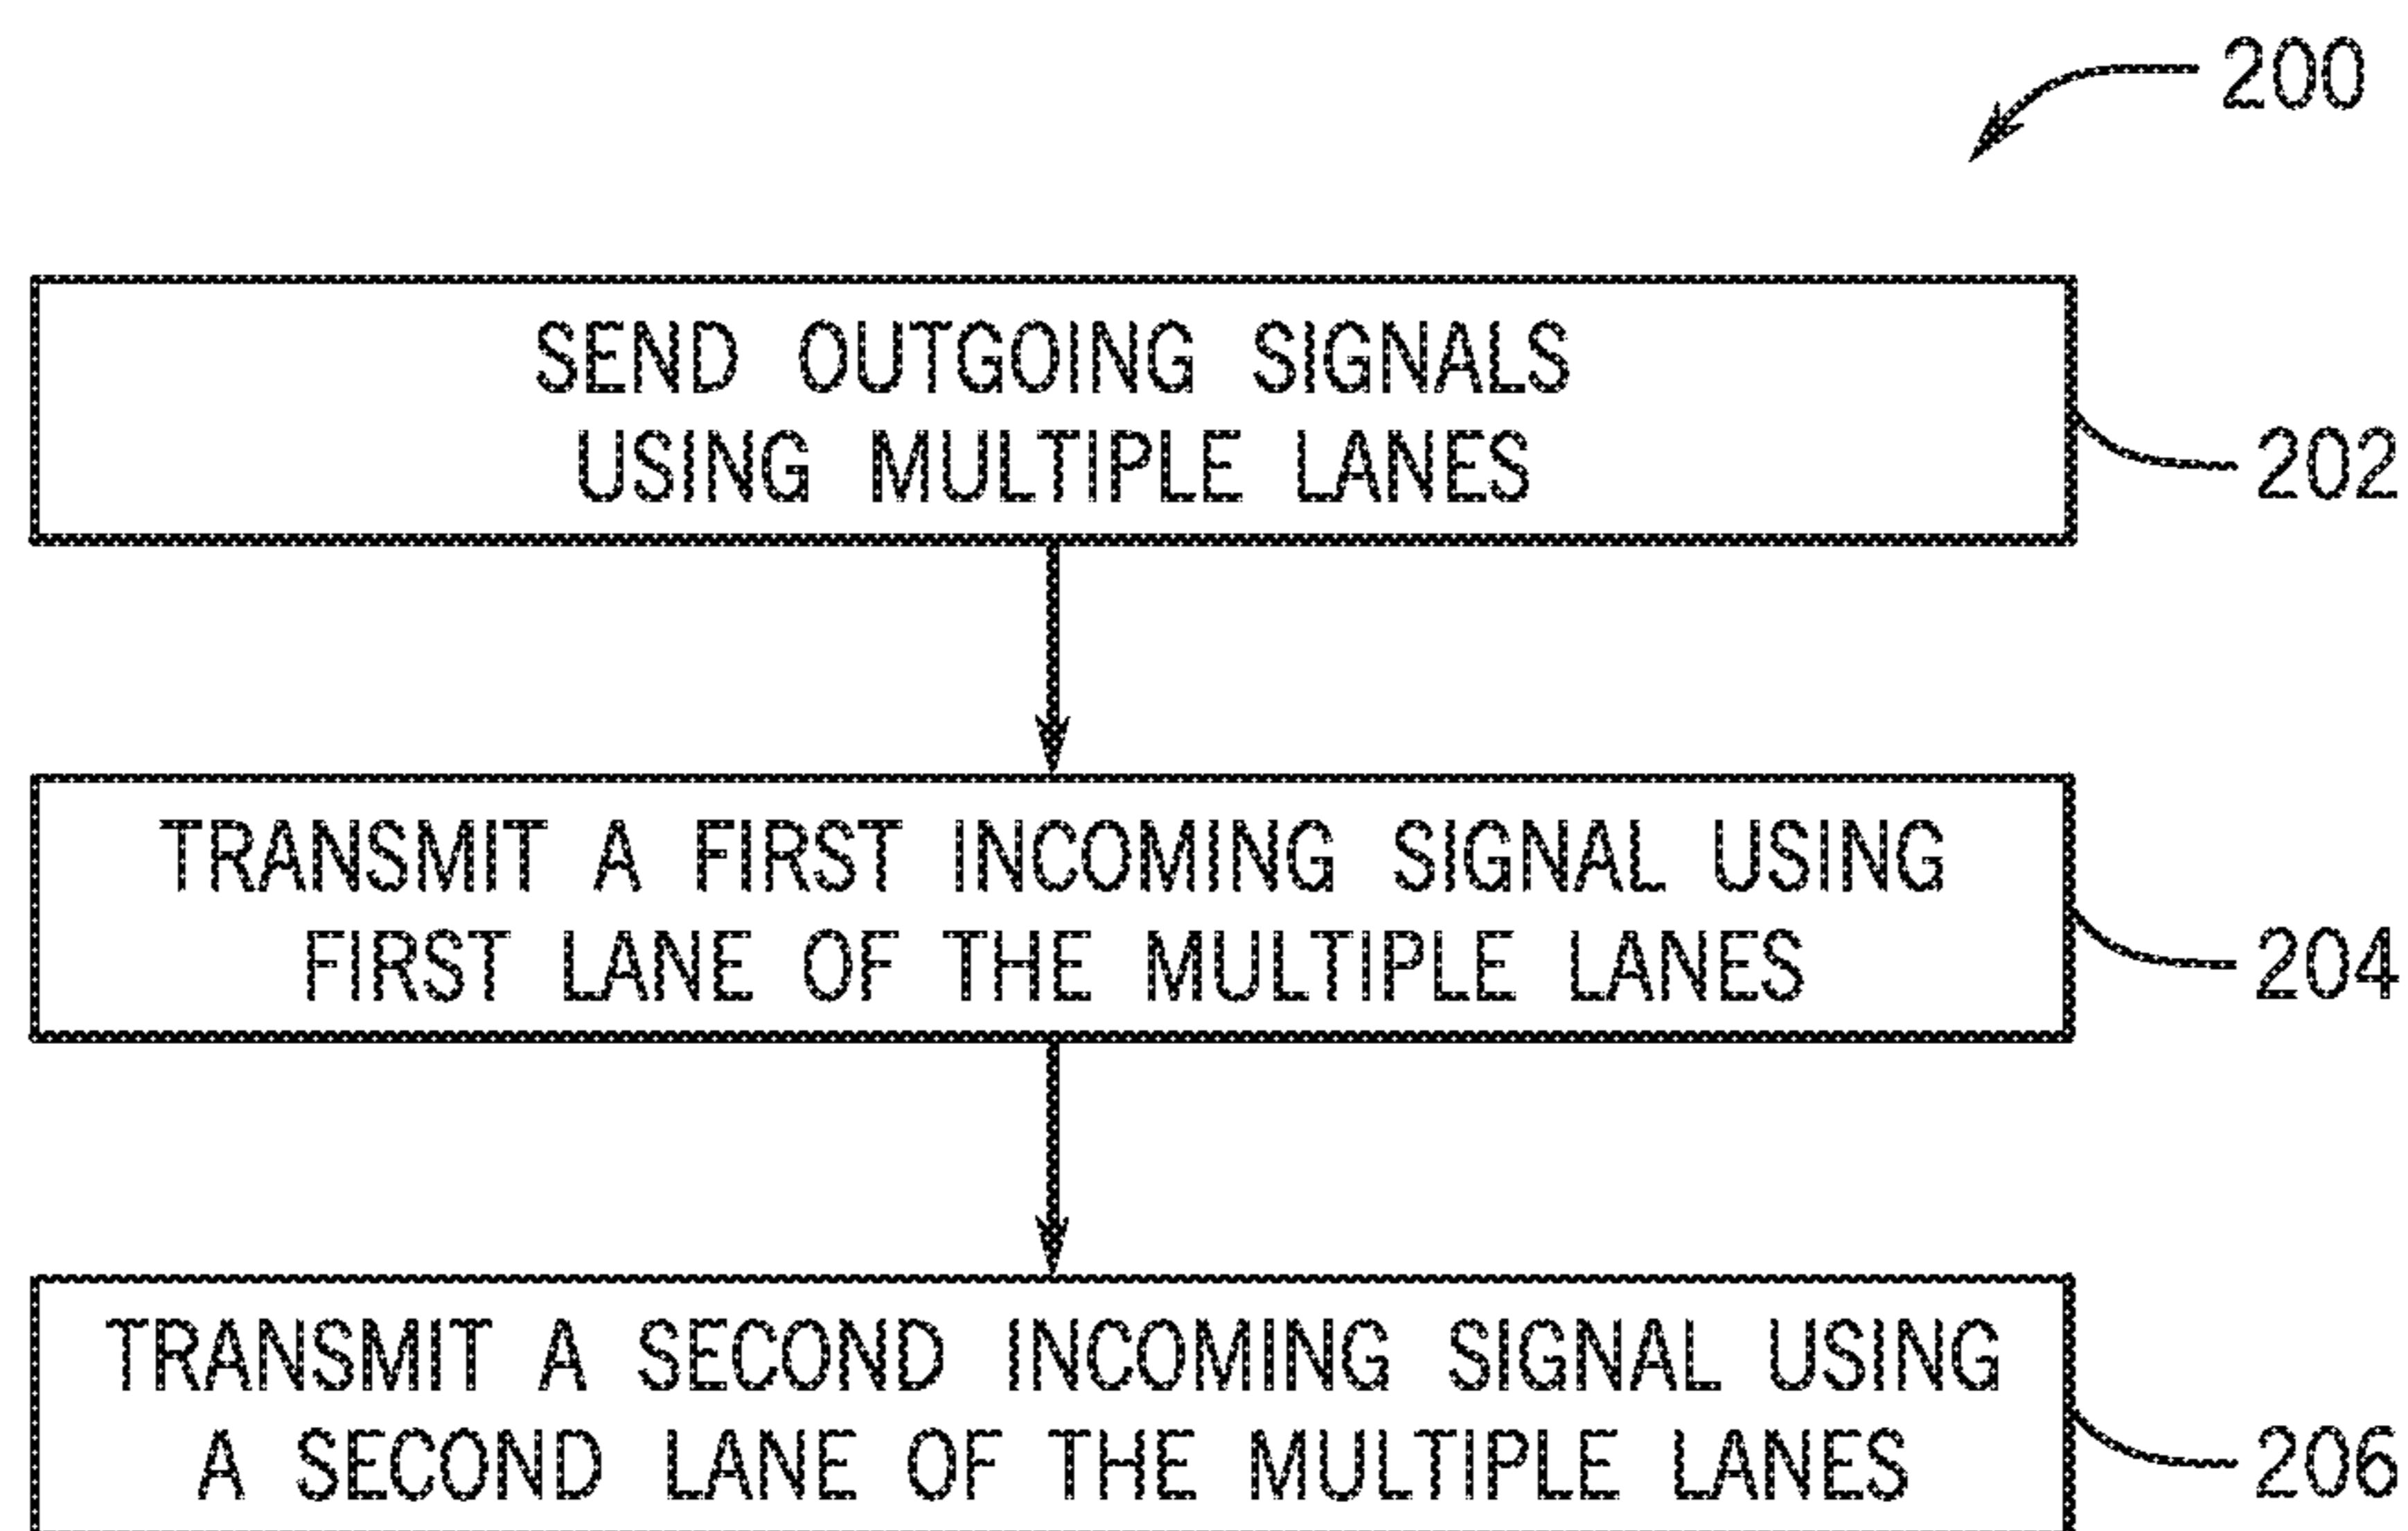 200
SEND OUTGOING SIGNALS
USING MULTIPLE LANES
202
TRANSMIT A FIRST INCOMING SIGNAL USING
FIRST LANE OF THE MULTIPLE LANES
204
TRANSMIT A SECOND INCOMING SIGNAL USING
A SECOND LANE OF THE MULTIPLE LANES
206